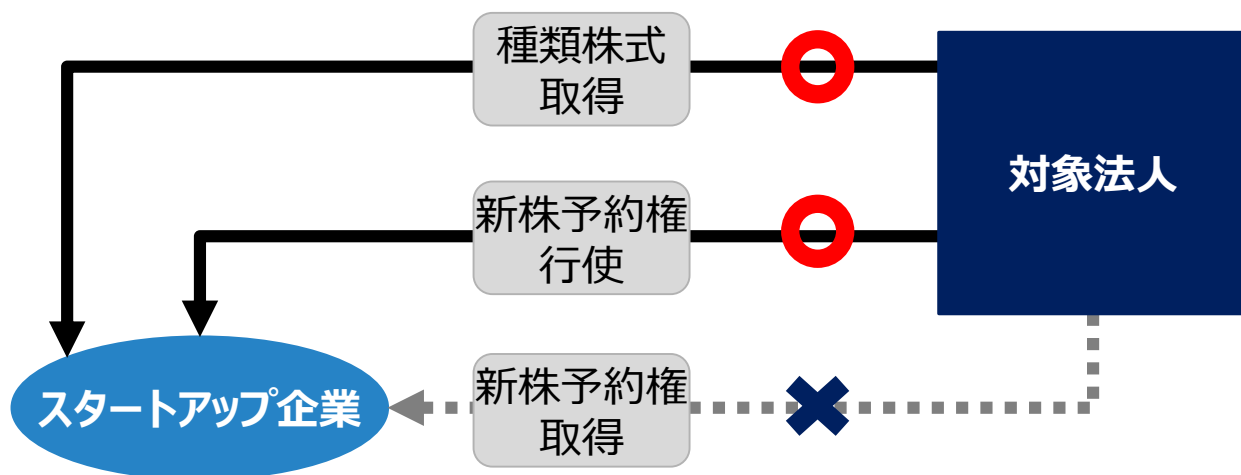 種類株式
取得
対象法人
新株予約権
行使
スタートアップ企業
新株予約権
取得